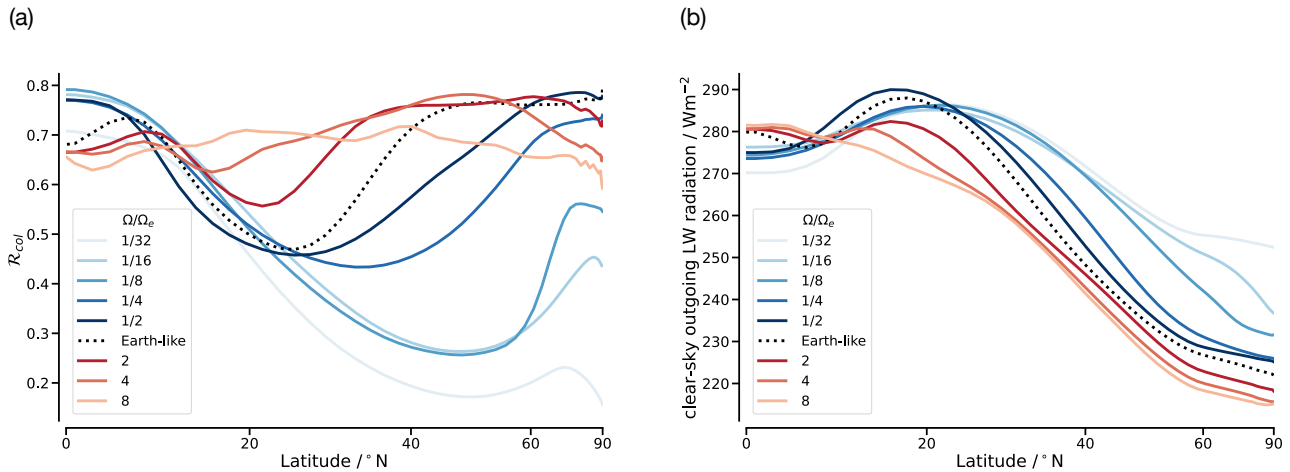 (a)
(b)
0.8
0.7
0.6
0.5
0.4
0.3
0.2
𝓡col
Ω/Ωe
1/32
1/16
1/8
1/4
1/2
Earth-like
2
4
8
0 20 40 60 90
Latitude / °N
290
280
270
260
250
240
230
220
clear-sky outgoing LW radiation / Wm−2
Ω/Ωe
1/32
1/16
1/8
1/4
1/2
Earth-like
2
4
8
0 20 40 60 90
Latitude / °N